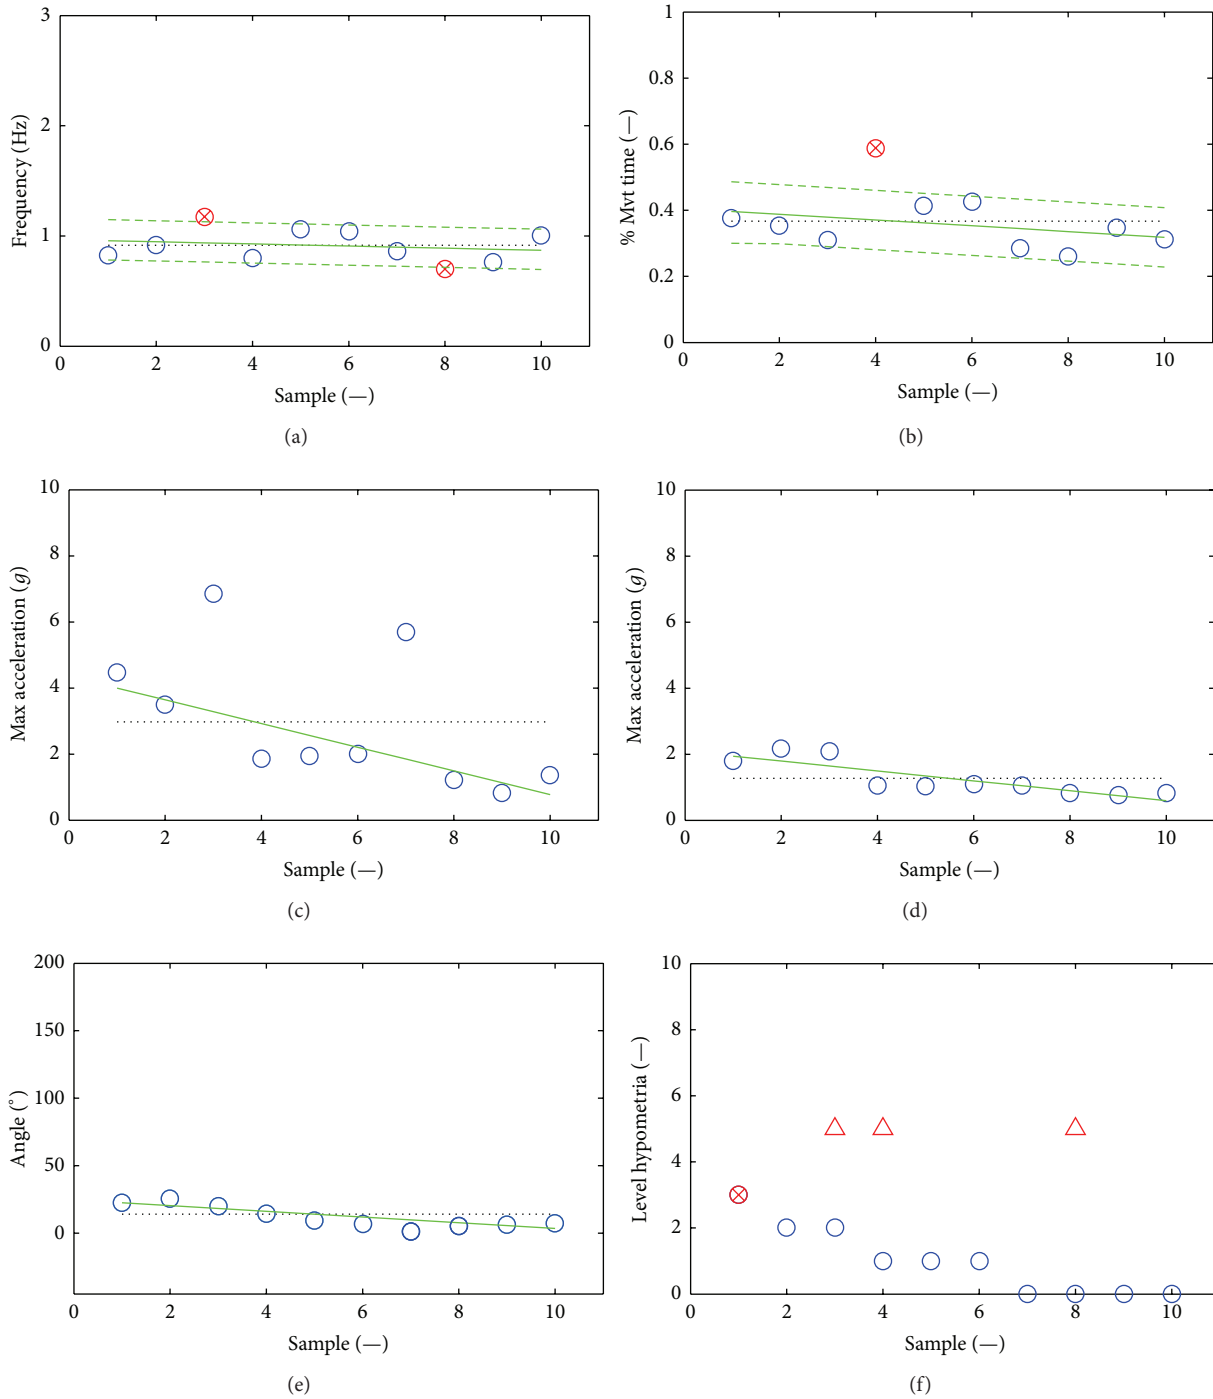 3
2
1
0
Frequency (Hz)
0 2 4 6 8 10
Sample (—)
(a)
1
0.8
0.6
0.4
0.2
0
% Mvt time (—)
0 2 4 6 8 10
Sample (—)
(b)
10
8
6
4
2
0
Max acceleration (g)
0 2 4 6 8 10
Sample (—)
(c)
10
8
6
4
2
0
Max acceleration (g)
0 2 4 6 8 10
Sample (—)
(d)
200
150
100
50
0
Angle (°)
0 2 4 6 8 10
Sample (—)
(e)
10
8
6
4
2
0
Level hypometria (—)
0 2 4 6 8 10
Sample (—)
(f)